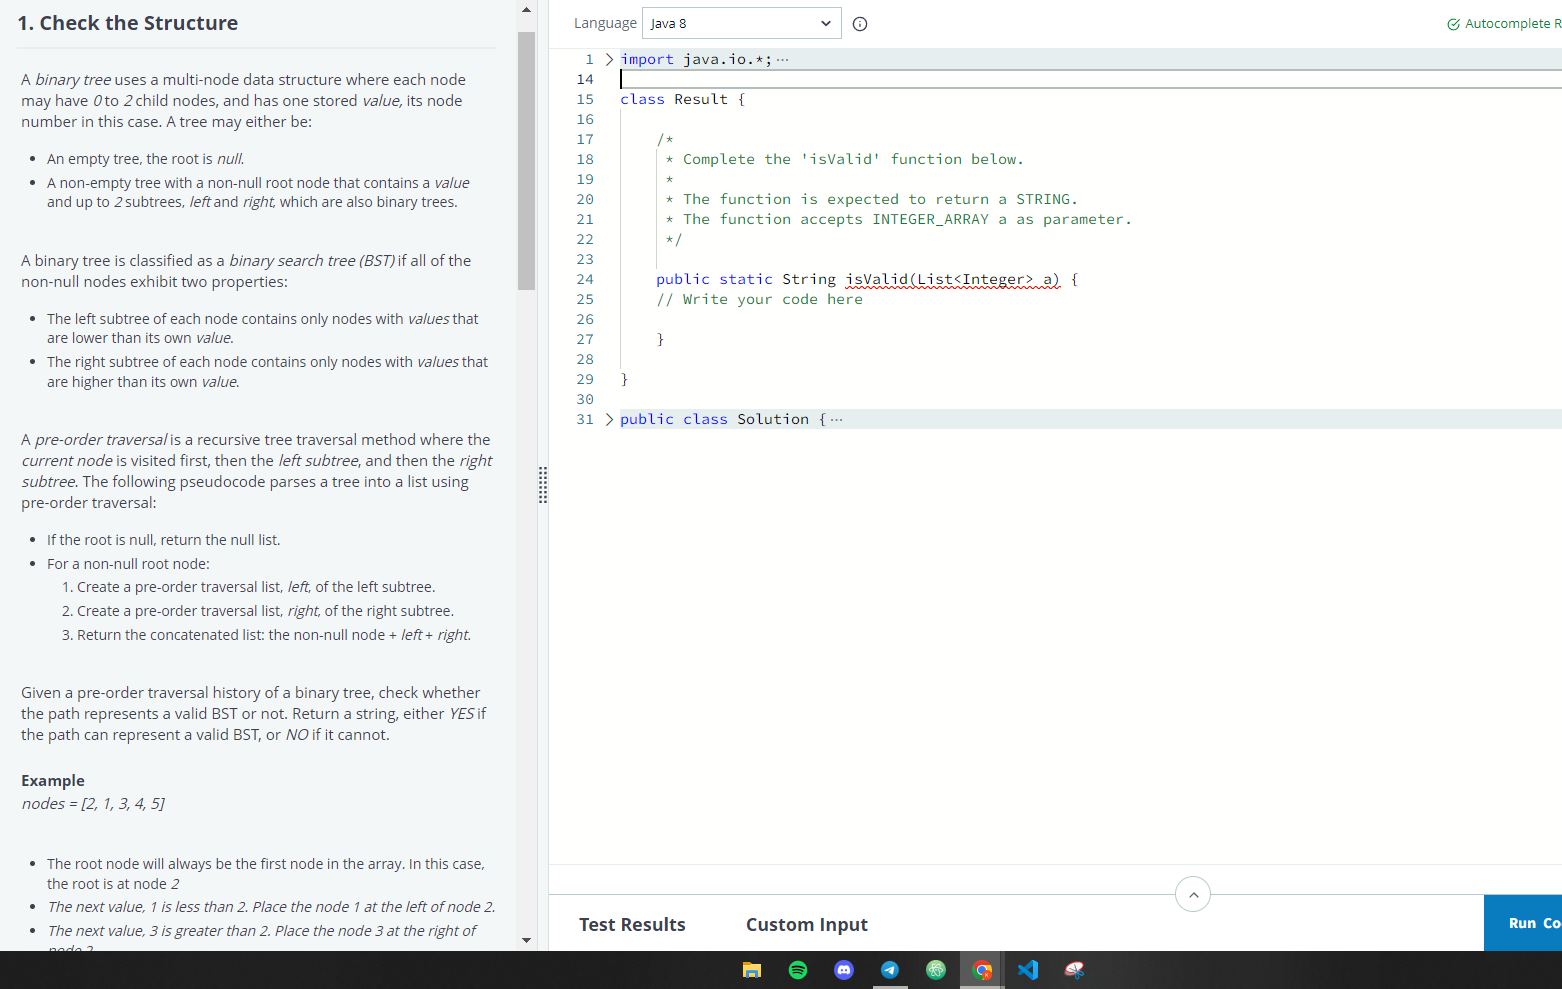 1. Check the Structure
A binary tree uses a multi-node data structure where each node
may have 0 to 2 child nodes, and has one stored value, its node
number in this case. A tree may either be:
• An empty tree, the root is null.
• A non-empty tree with a non-null root node that contains a value
and up to 2 subtrees, left and right, which are also binary trees.
A binary tree is classified as a binary search tree (BST) if all of the
non-null nodes exhibit two properties:
• The left subtree of each node contains only nodes with values that
are lower than its own value.
• The right subtree of each node contains only nodes with values that
are higher than its own value.
A pre-order traversal is a recursive tree traversal method where the
current node is visited first, then the left subtree, and then the right
subtree. The following pseudocode parses a tree into a list using
pre-order traversal:
• If the root is null, return the null list.
• For a non-null root node:
1. Create a pre-order traversal list, left, of the left subtree.
2. Create a pre-order traversal list, right, of the right subtree.
3. Return the concatenated list: the non-null node + left + right.
Given a pre-order traversal history of a binary tree, check whether
the path represents a valid BST or not. Return a string, either YES if
the path can represent a valid BST, or NO if it cannot.
Example
nodes = [2, 1, 3, 4, 5]
• The root node will always be the first node in the array. In this case,
the root is at node 2
• The next value, 1 is less than 2. Place the node 1 at the left of node 2.
• The next value, 3 is greater than 2. Place the node 3 at the right of
node 2
Language Java 8
Autocomplete R
1 import java.io.*; ···
14
15 class Result {
16
17 /*
18 * Complete the 'isValid' function below.
19 *
20 * The function is expected to return a STRING.
21 * The function accepts INTEGER_ARRAY a as parameter.
22 */
23
24 public static String isValid(List<Integer> a) {
25 // Write your code here
26
27 }
28
29 }
30
31 public class Solution { ···
Test Results Custom Input
Run Co